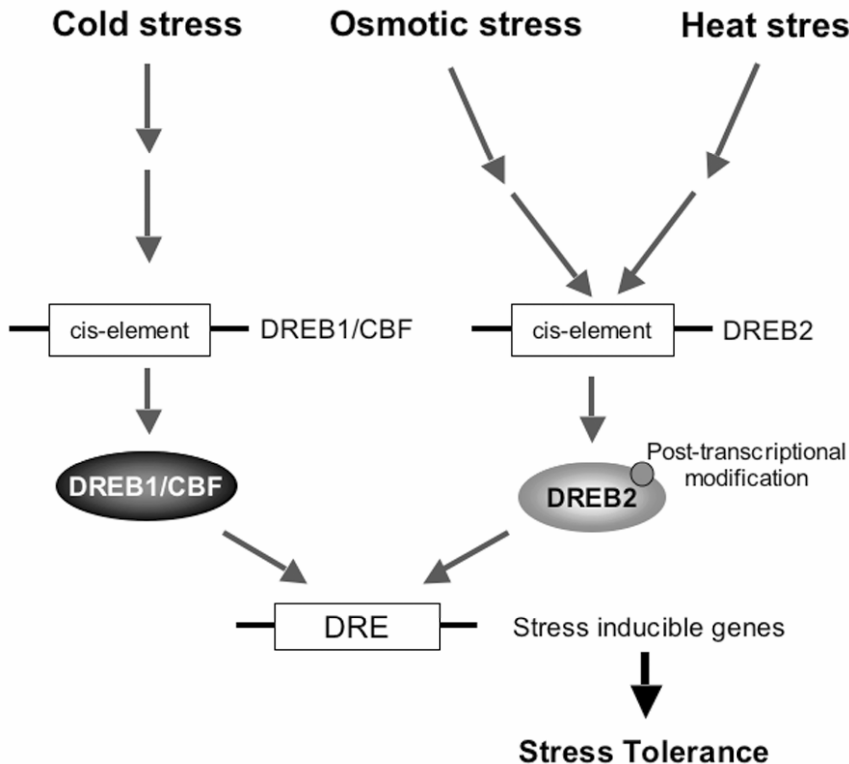 Cold stress
Osmotic stress
Heat stres
cis-element
DREB1/CBF
cis-element
DREB2
DREB1/CBF
Post-transcriptional
modification
DREB2
DRE
Stress inducible genes
Stress Tolerance